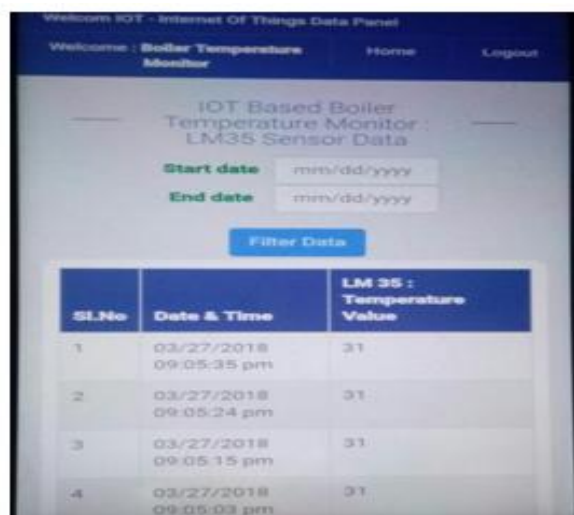 Welcom IOT - Internet Of Things Data Panel
Welcome : Boiler Temperature Monitor Home Logout
IOT Based Boiler
Temperature Monitor :
LM35 Sensor Data
Start date mm/dd/yyyy
End date mm/dd/yyyy
Filter Data
Sl.No Date & Time LM 35 : Temperature Value
1 03/27/2018 09:05:35 pm 31
2 03/27/2018 09:05:24 pm 31
3 03/27/2018 09:05:15 pm 31
4 03/27/2018 09:05:03 pm 31